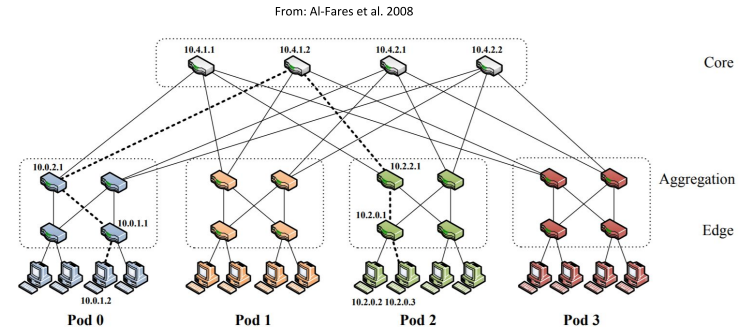 From: Al-Fares et al. 2008
10.4.1.1 10.4.1.2 10.4.2.1 10.4.2.2
Core
10.0.2.1 10.2.2.1
Aggregation
10.0.1.1 10.2.0.1
Edge
10.0.1.2 10.2.0.2 10.2.0.3
Pod 0 Pod 1 Pod 2 Pod 3